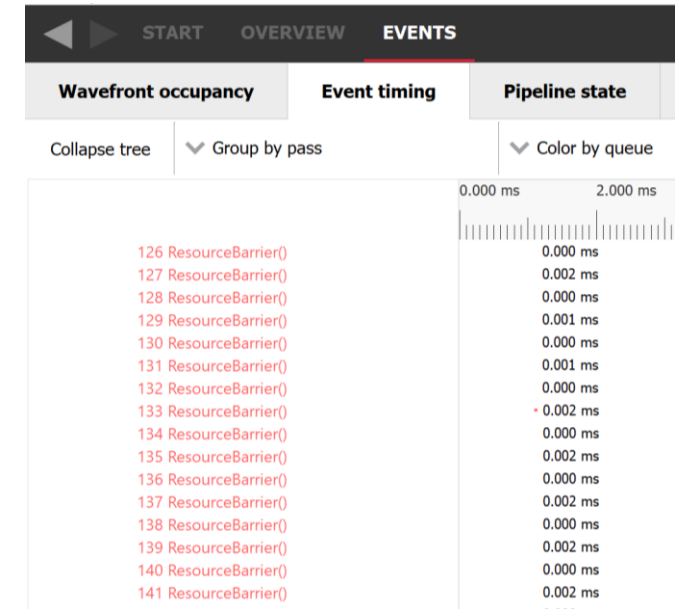 START OVERVIEW EVENTS
Wavefront occupancy Event timing Pipeline state
Collapse tree Group by pass Color by queue
0.000 ms 2.000 ms
126 ResourceBarrier() 0.000 ms
127 ResourceBarrier() 0.002 ms
128 ResourceBarrier() 0.000 ms
129 ResourceBarrier() 0.001 ms
130 ResourceBarrier() 0.000 ms
131 ResourceBarrier() 0.001 ms
132 ResourceBarrier() 0.000 ms
133 ResourceBarrier() 0.002 ms
134 ResourceBarrier() 0.000 ms
135 ResourceBarrier() 0.002 ms
136 ResourceBarrier() 0.000 ms
137 ResourceBarrier() 0.002 ms
138 ResourceBarrier() 0.000 ms
139 ResourceBarrier() 0.002 ms
140 ResourceBarrier() 0.000 ms
141 ResourceBarrier() 0.002 ms